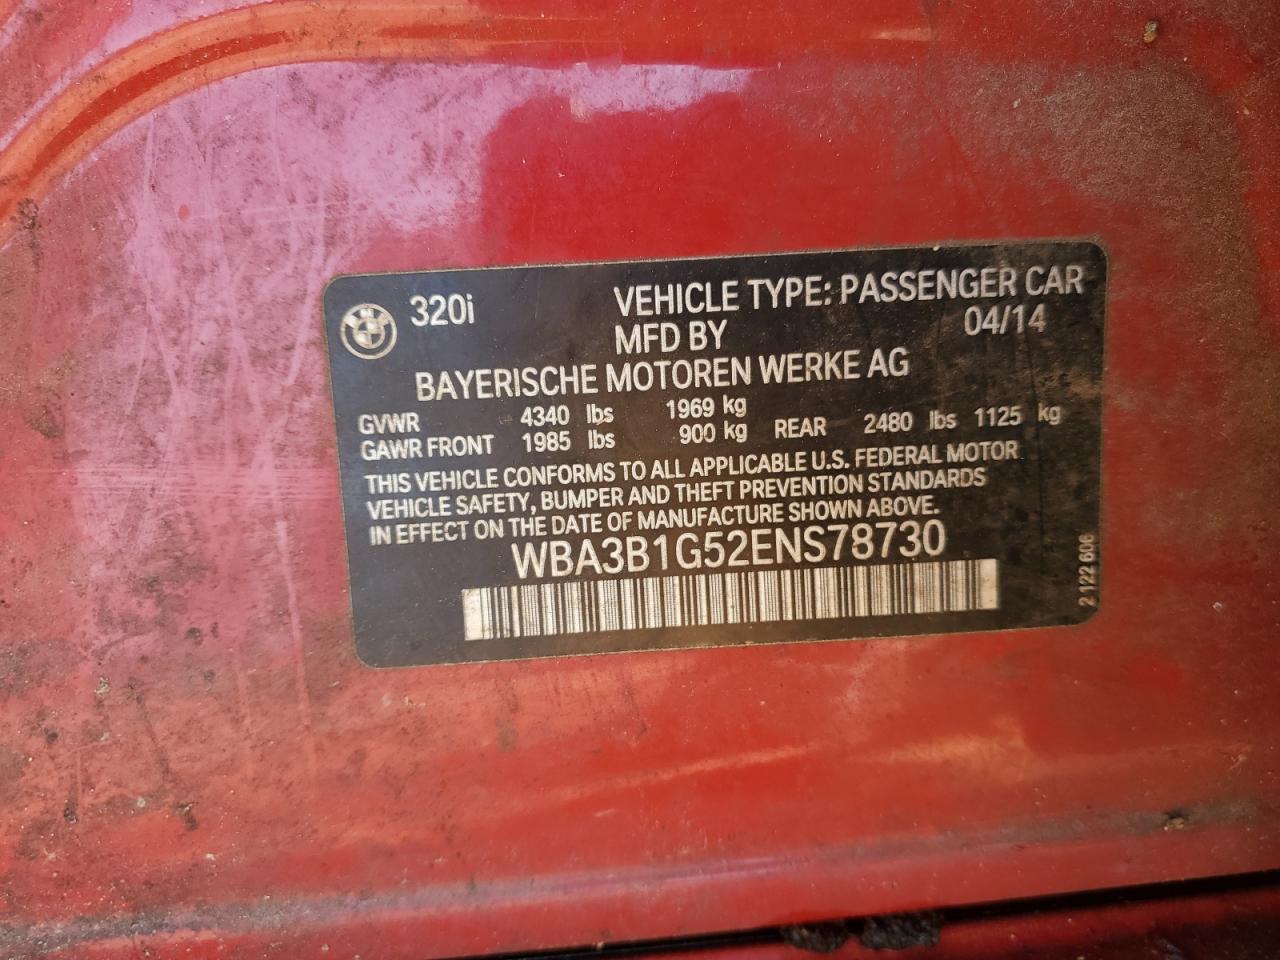 320i VEHICLE TYPE: PASSENGER CAR
MFD BY 04/14
BAYERISCHE MOTOREN WERKE AG
GVWR 4340 lbs 1969 kg
GAWR FRONT 1985 lbs 900 kg REAR 2480 lbs 1125 kg
THIS VEHICLE CONFORMS TO ALL APPLICABLE U.S. FEDERAL MOTOR
VEHICLE SAFETY, BUMPER AND THEFT PREVENTION STANDARDS
IN EFFECT ON THE DATE OF MANUFACTURE SHOWN ABOVE.
WBA3B1G52ENS78730
2 122 606